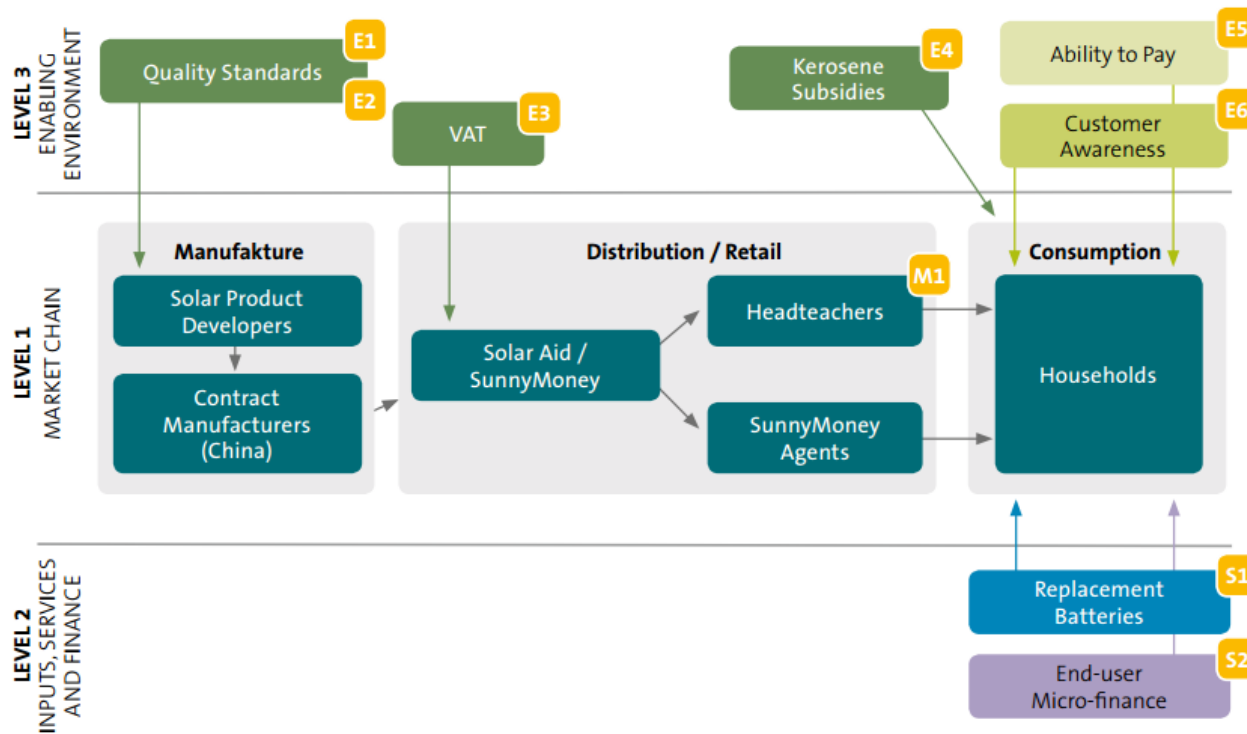 LEVEL 3
ENABLING
ENVIRONMENT
Quality Standards
E1
E2
VAT
E3
Kerosene
Subsidies
E4
Ability to Pay
E5
Customer
Awareness
E6
LEVEL 1
MARKET CHAIN
Manufakture
Solar Product
Developers
Contract
Manufacturers
(China)
Distribution / Retail
Solar Aid /
SunnyMoney
Headteachers
M1
SunnyMoney
Agents
Consumption
Households
LEVEL 2
INPUTS, SERVICES
AND FINANCE
Replacement
Batteries
S1
End-user
Micro-finance
S2